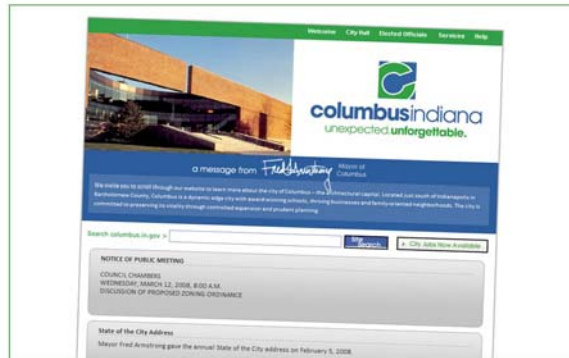 Welcome City Hall Elected Officials Services Help
columbusindiana
unexpected.unforgettable.
a message from Fred Armstrong Mayor of
Columbus
We invite you to scroll through our website to learn more about the city of Columbus – the architectural capital. Located just south of Indianapolis in
Bartholomew County, Columbus is a dynamic edge city with award-winning schools, thriving businesses and family-oriented neighborhoods. The city is
committed to preserving its vitality through controlled expansion and prudent planning.
Search columbus.in.gov > Site Search City Jobs Now Available
NOTICE OF PUBLIC MEETING
COUNCIL CHAMBERS
WEDNESDAY, MARCH 12, 2008, 8:00 A.M.
DISCUSSION OF PROPOSED ZONING ORDINANCE
State of the City Address
Mayor Fred Armstrong gave the annual State of the City address on February 5, 2008